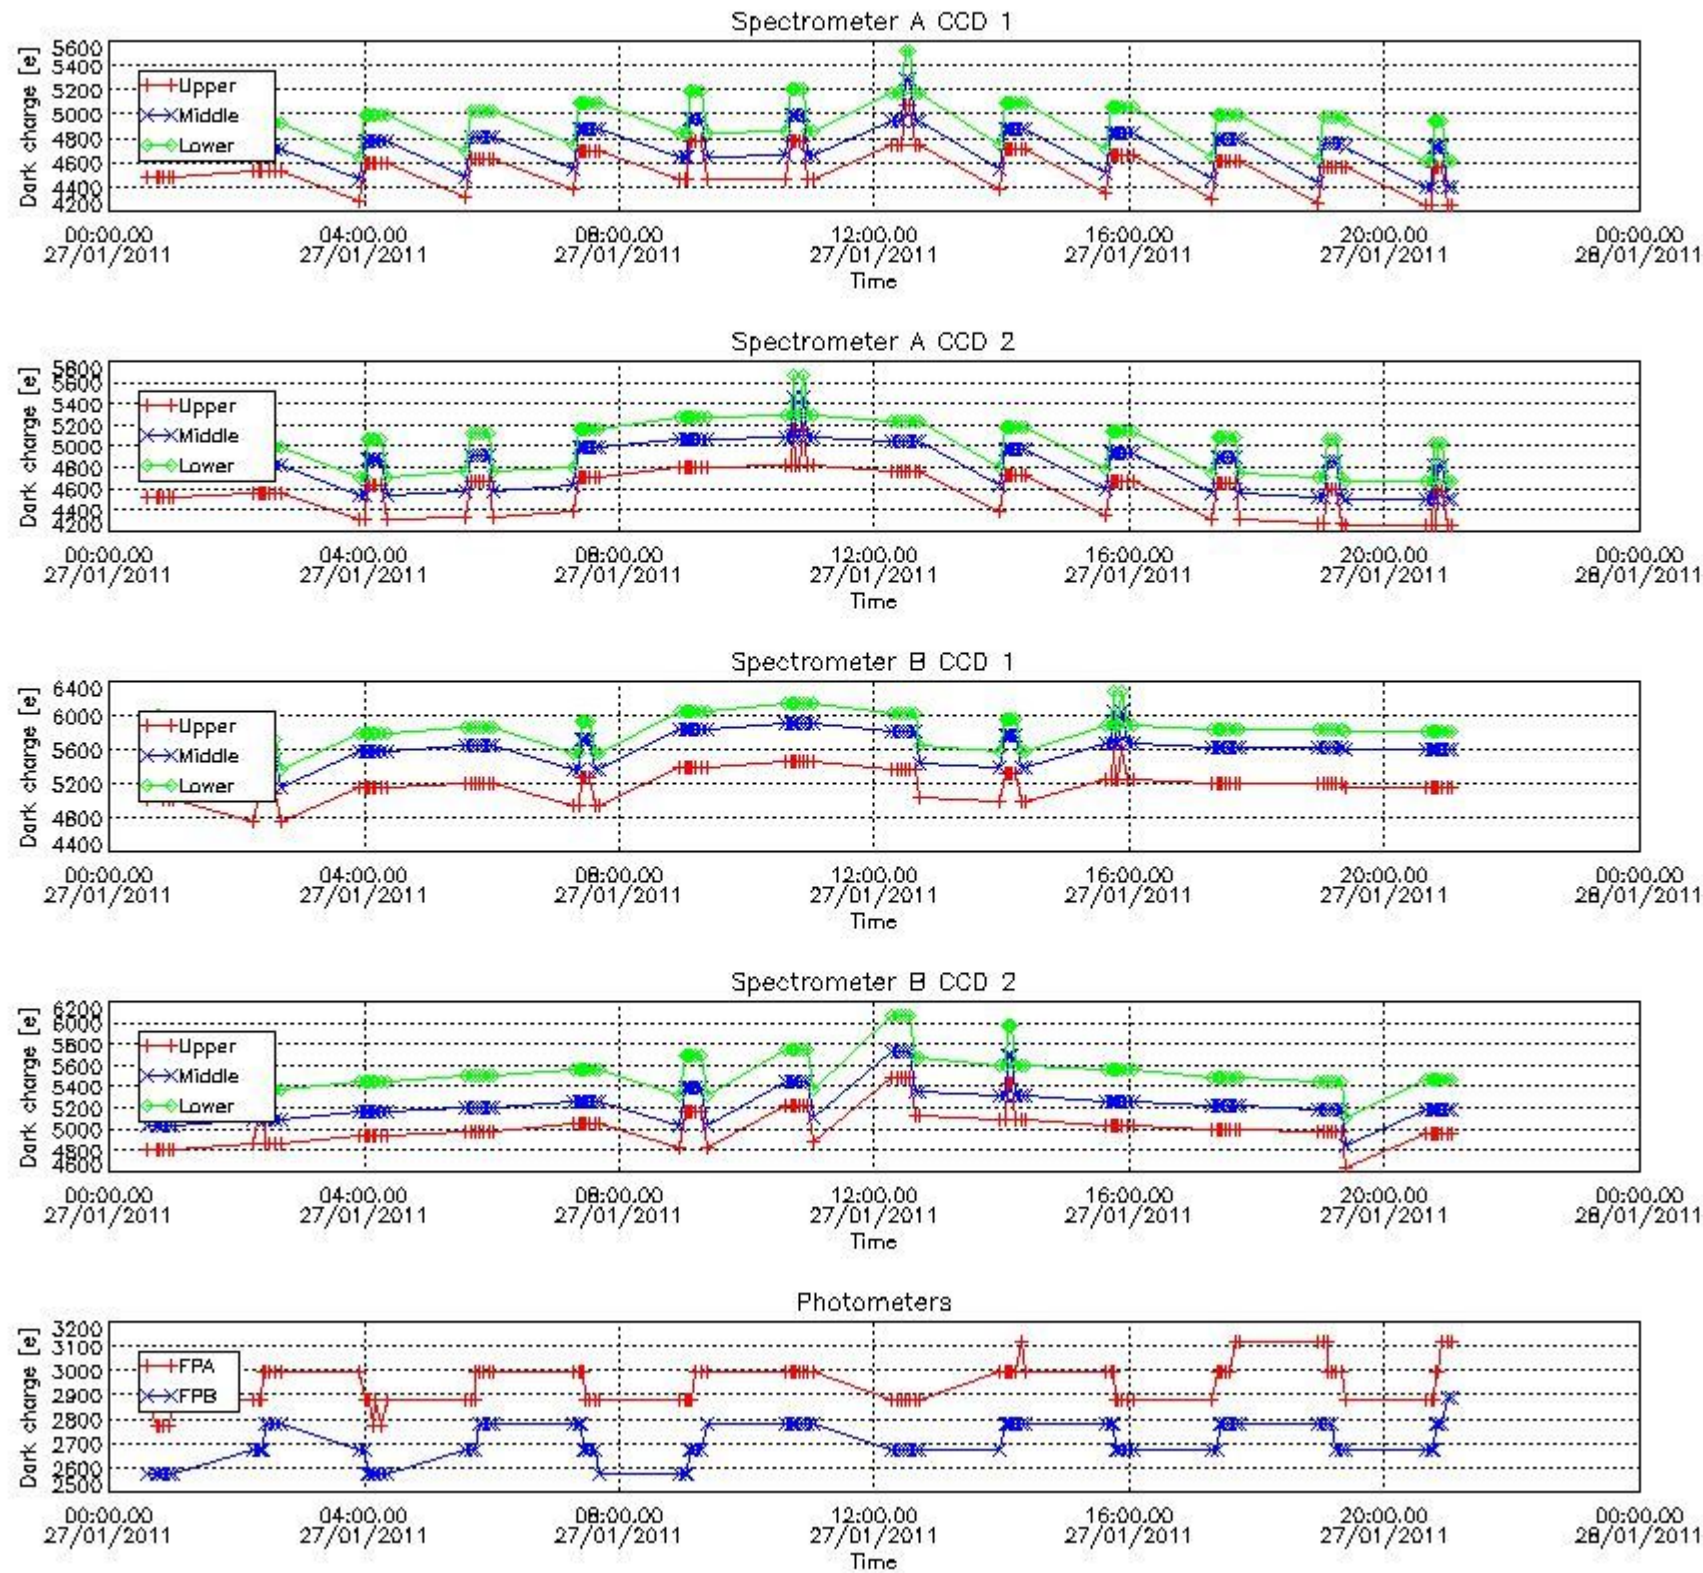 Spectrometer A CCD 1
Dark charge [e]
5600
5400
5200
5000
4800
4600
4400
4200
Upper
Middle
Lower
00:00.00 04:00.00 08:00.00 12:00.00 16:00.00 20:00.00 00:00.00
27/01/2011 27/01/2011 27/01/2011 27/01/2011 27/01/2011 27/01/2011 28/01/2011
Time
Spectrometer A CCD 2
Dark charge [e]
5800
5600
5400
5200
5000
4800
4600
4400
4200
Upper
Middle
Lower
00:00.00 04:00.00 08:00.00 12:00.00 16:00.00 20:00.00 00:00.00
27/01/2011 27/01/2011 27/01/2011 27/01/2011 27/01/2011 27/01/2011 28/01/2011
Time
Spectrometer B CCD 1
Dark charge [e]
6400
6000
5600
5200
4800
4400
Upper
Middle
Lower
00:00.00 04:00.00 08:00.00 12:00.00 16:00.00 20:00.00 00:00.00
27/01/2011 27/01/2011 27/01/2011 27/01/2011 27/01/2011 27/01/2011 28/01/2011
Time
Spectrometer B CCD 2
Dark charge [e]
6200
6000
5800
5600
5400
5200
5000
4800
4600
Upper
Middle
Lower
00:00.00 04:00.00 08:00.00 12:00.00 16:00.00 20:00.00 00:00.00
27/01/2011 27/01/2011 27/01/2011 27/01/2011 27/01/2011 27/01/2011 28/01/2011
Time
Photometers
Dark charge [e]
3200
3100
3000
2900
2800
2700
2600
2500
FPA
FPB
00:00.00 04:00.00 08:00.00 12:00.00 16:00.00 20:00.00 00:00.00
27/01/2011 27/01/2011 27/01/2011 27/01/2011 27/01/2011 27/01/2011 28/01/2011
Time